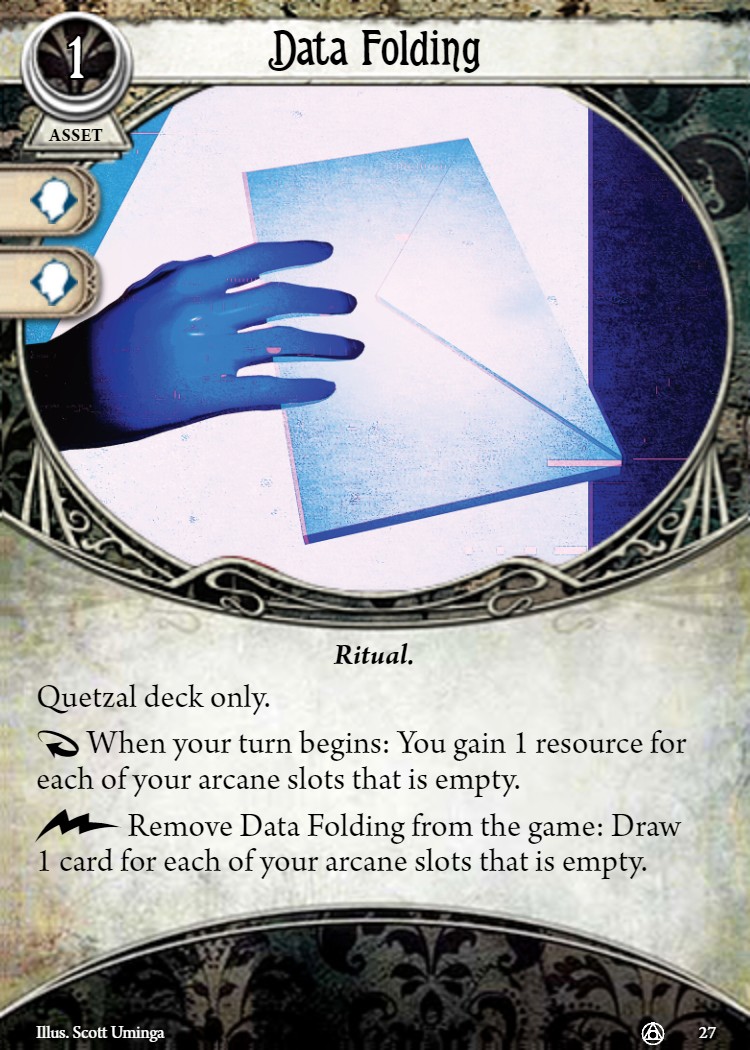 1
Data Folding
ASSET
Ritual.
Quetzal deck only.
When your turn begins: You gain 1 resource for
each of your arcane slots that is empty.
Remove Data Folding from the game: Draw
1 card for each of your arcane slots that is empty.
Illus. Scott Uminga
27